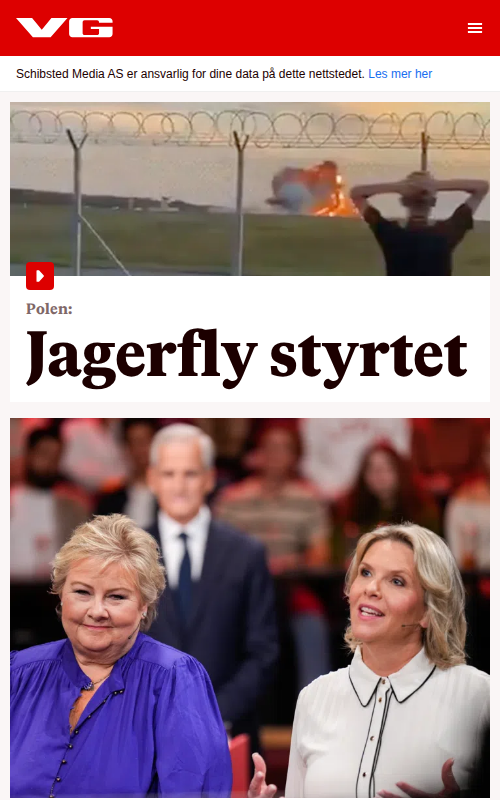 VG
Schibsted Media AS er ansvarlig for dine data på dette nettstedet. Les mer her
Polen:
Jagerfly styrtet